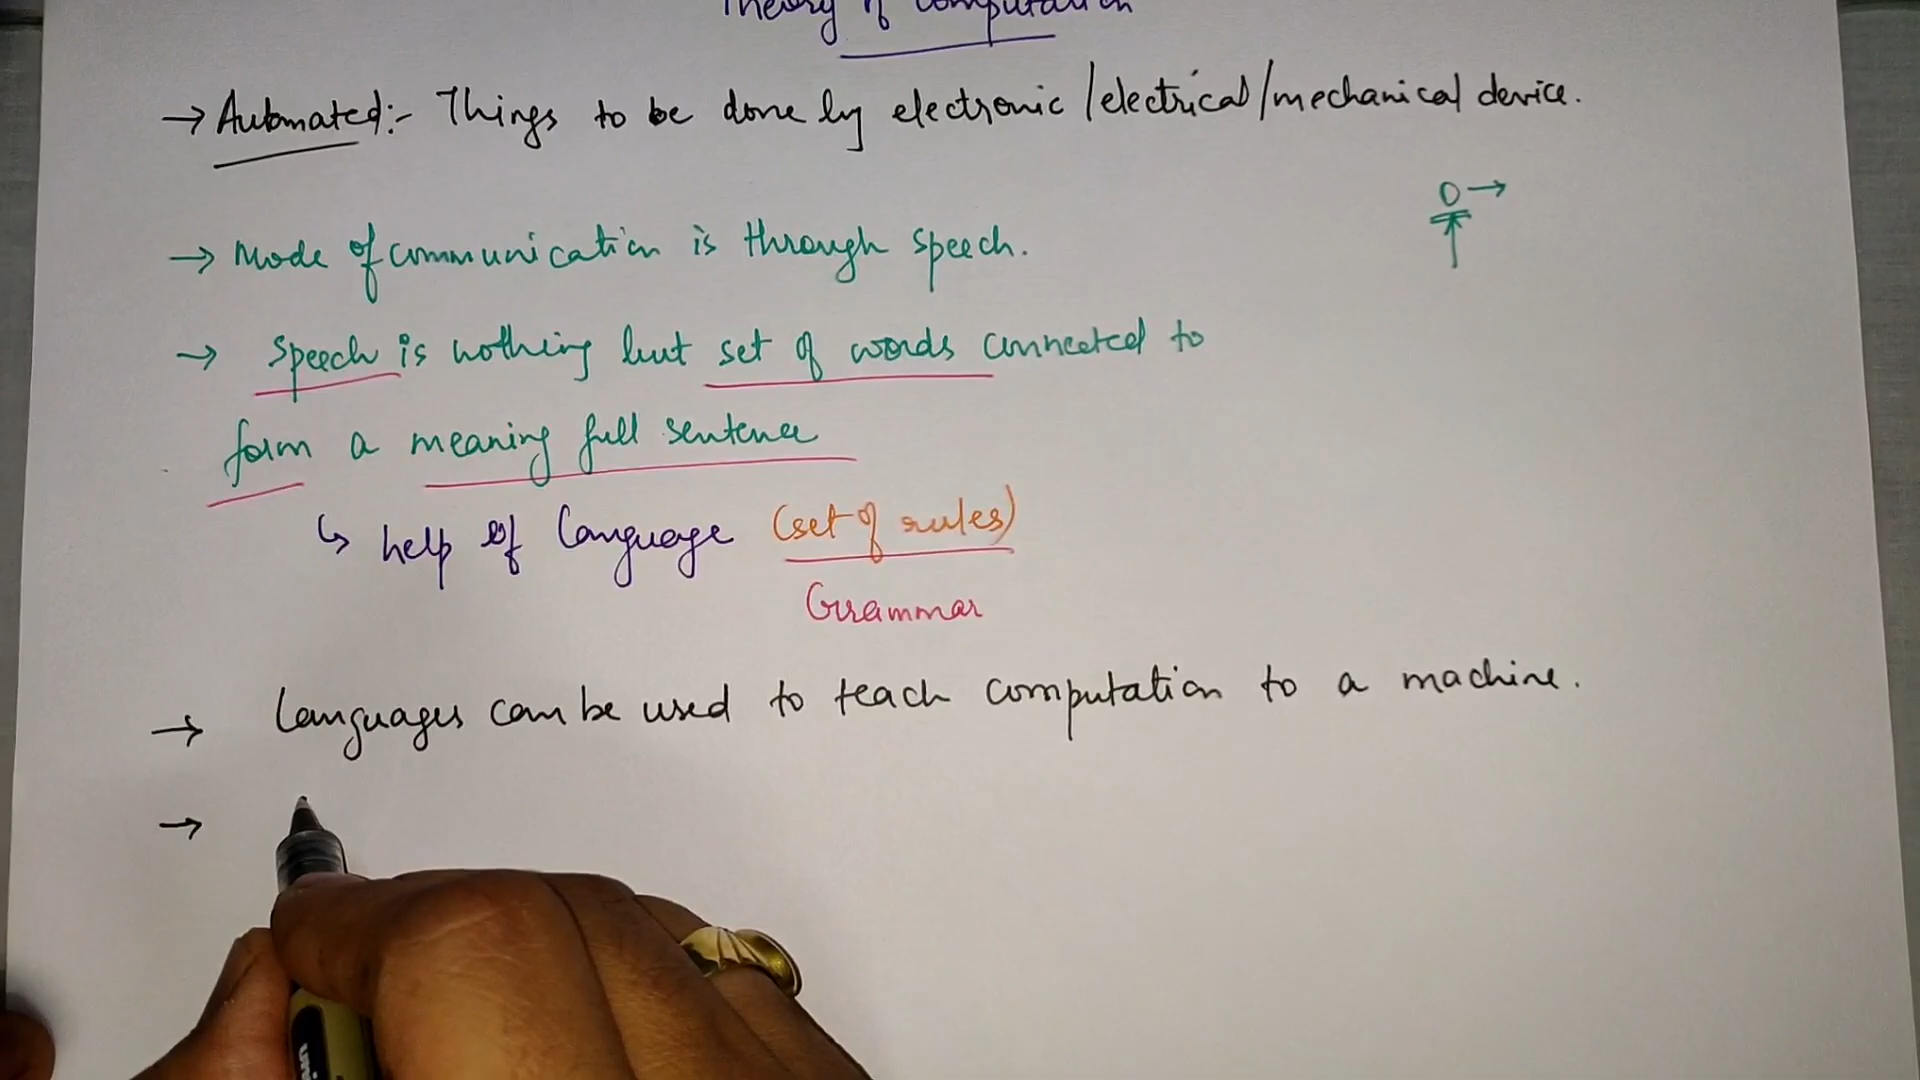 Theory of Computation
→ Automated:- Things to be done by electronic/electrical/mechanical device.
O→
→ Mode of communication is through speech.
→ Speech is nothing but set of words connected to
form a meaning full sentence
↳ help of language (set of rules)
Grammar
→ Languages can be used to teach computation to a machine.
→
uni